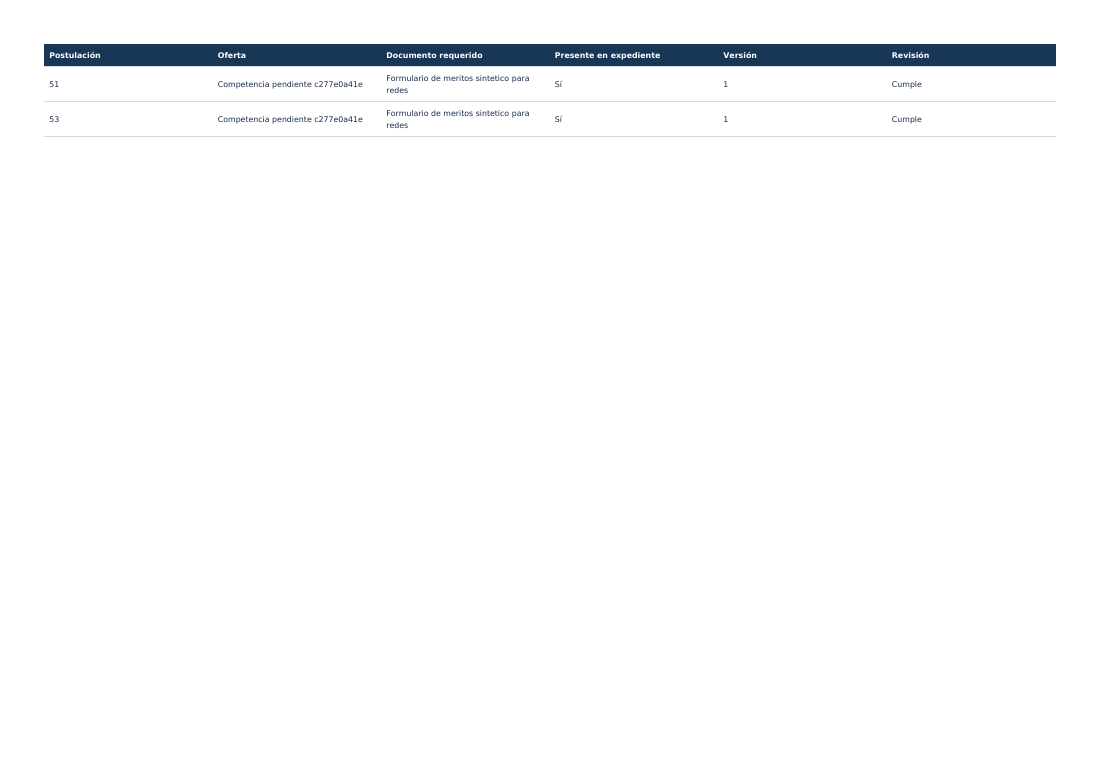 Postulación Oferta Documento requerido Presente en expediente Versión Revisión
51 Competencia pendiente c277e0a41e Formulario de meritos sintetico para redes Sí 1 Cumple
53 Competencia pendiente c277e0a41e Formulario de meritos sintetico para redes Sí 1 Cumple